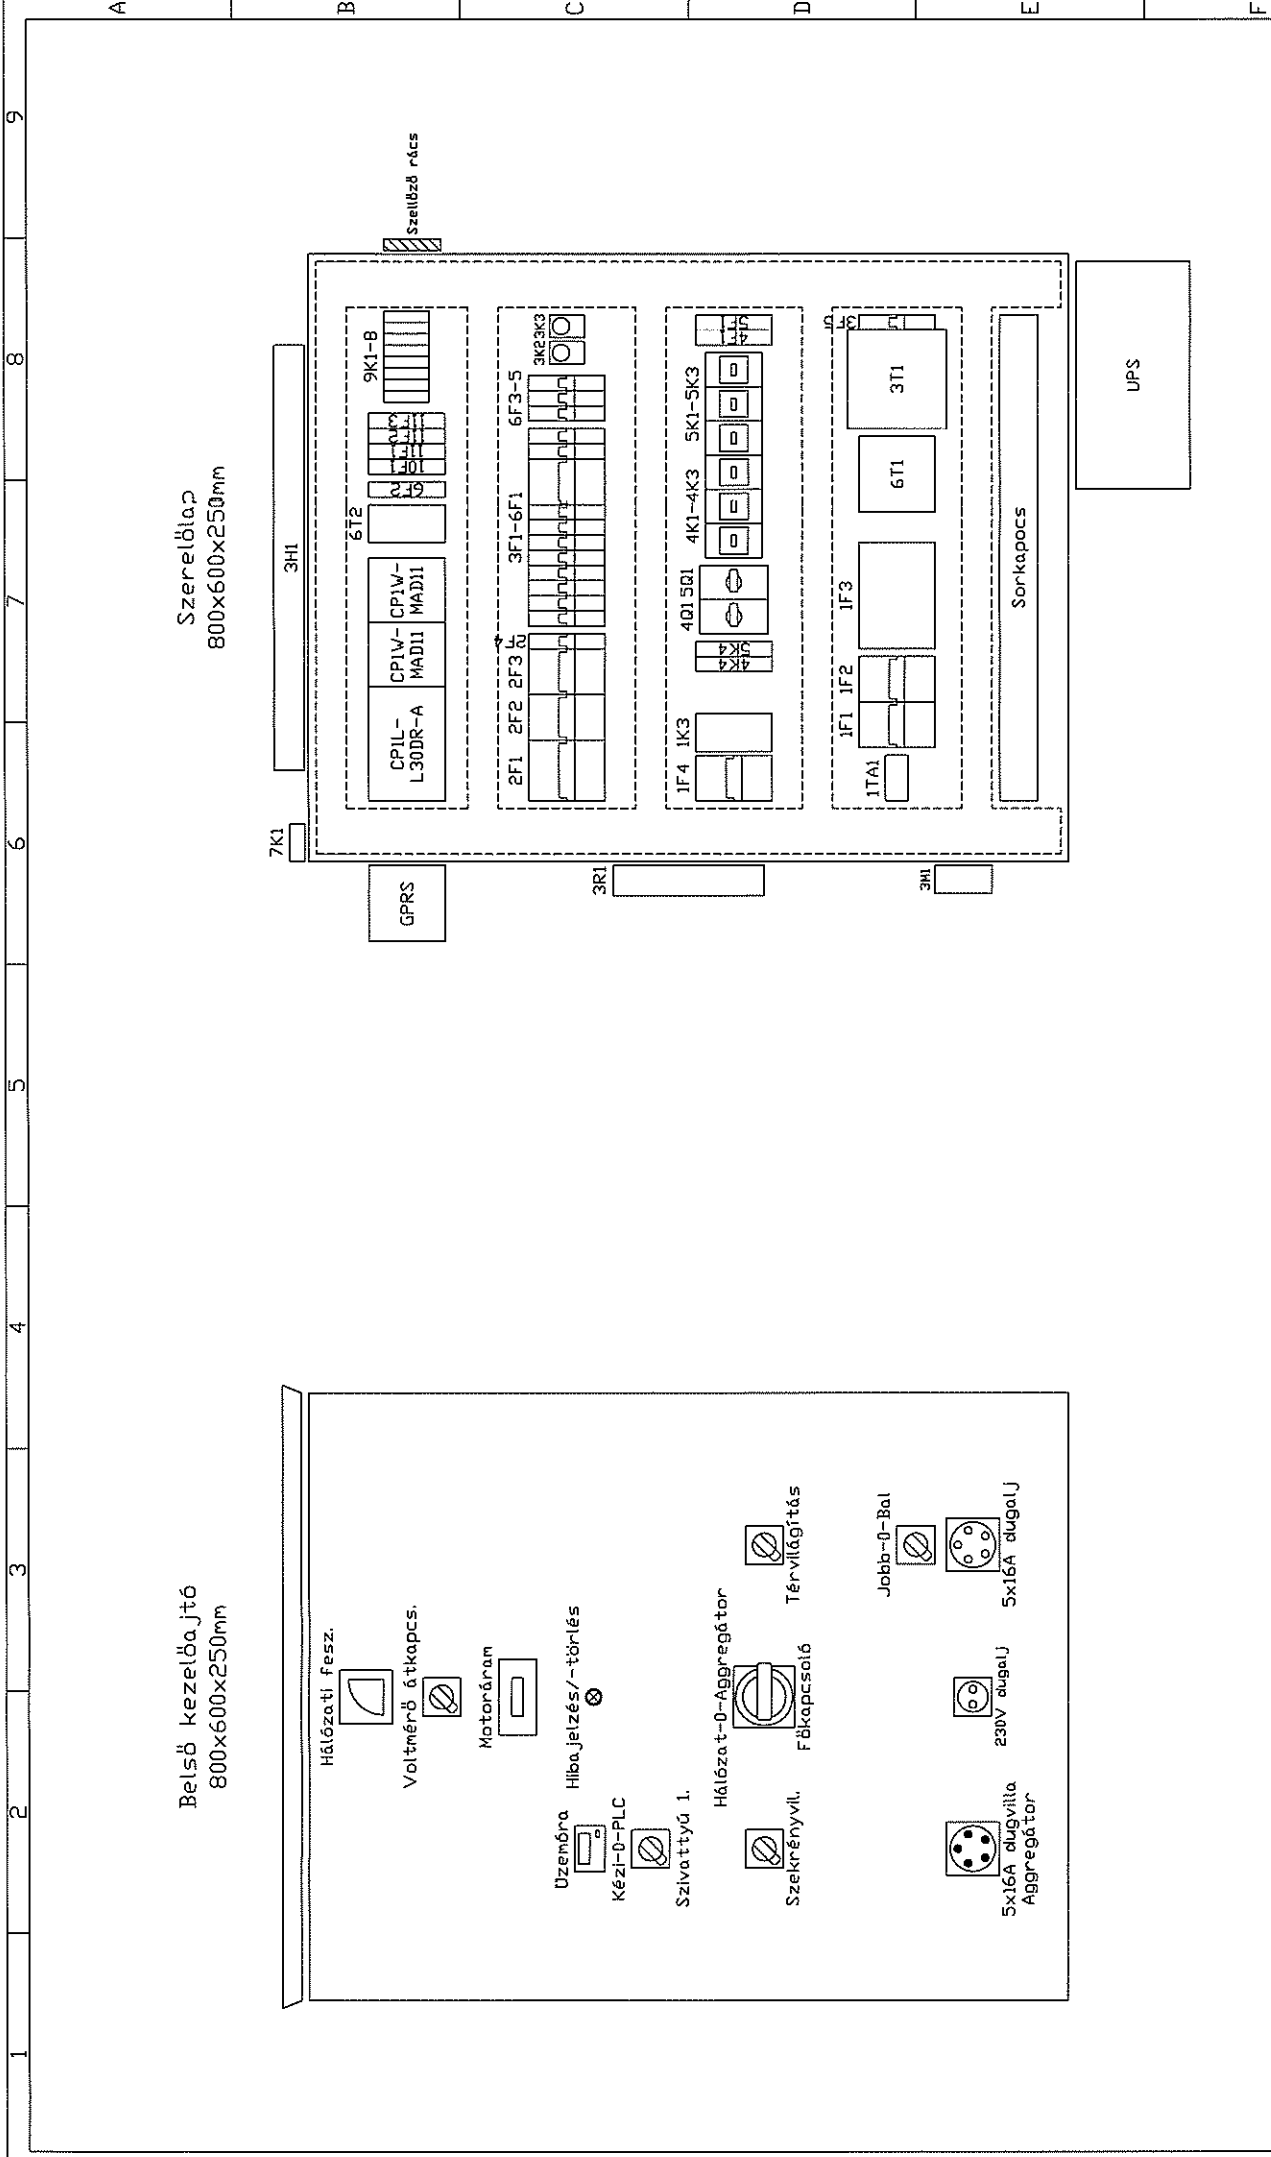 1 2 3 4 5 6 7 8 9
A
B
C
D
E
F
Belső kezelőajtó
800x600x250mm
Hálózati fesz.
Voltmérő átkapcs.
Motoráram
Üzemóra
Hibajelzés/-törlés
Kézi-0-PLC
Szivattyú 1.
Hálózat-0-Aggregátor
Szekrényvil.
Főkapcsoló
Térvilágítás
Jobb-0-Bal
5x16A dugvilla
Aggregátor
230V dugalj
5x16A dugalj
Szerelőlap
800x600x250mm
7K1
3H1
Szellőző rács
GPRS
CP1L-
L30DR-A
CP1W-
MAD11
CP1W-
MAD11
6T2
6F2
10F1
9K1-8
2F1
2F2
2F3
2F4
3F1-6F1
6F3-5
3K2
3K3
3R1
1F4
1K3
4K4
5K4
4Q1
5Q1
4K1-4K3
5K1-5K3
3M1
1TA1
1F1
1F2
1F3
6T1
3T1
3F5
Sorkapocs
UPS